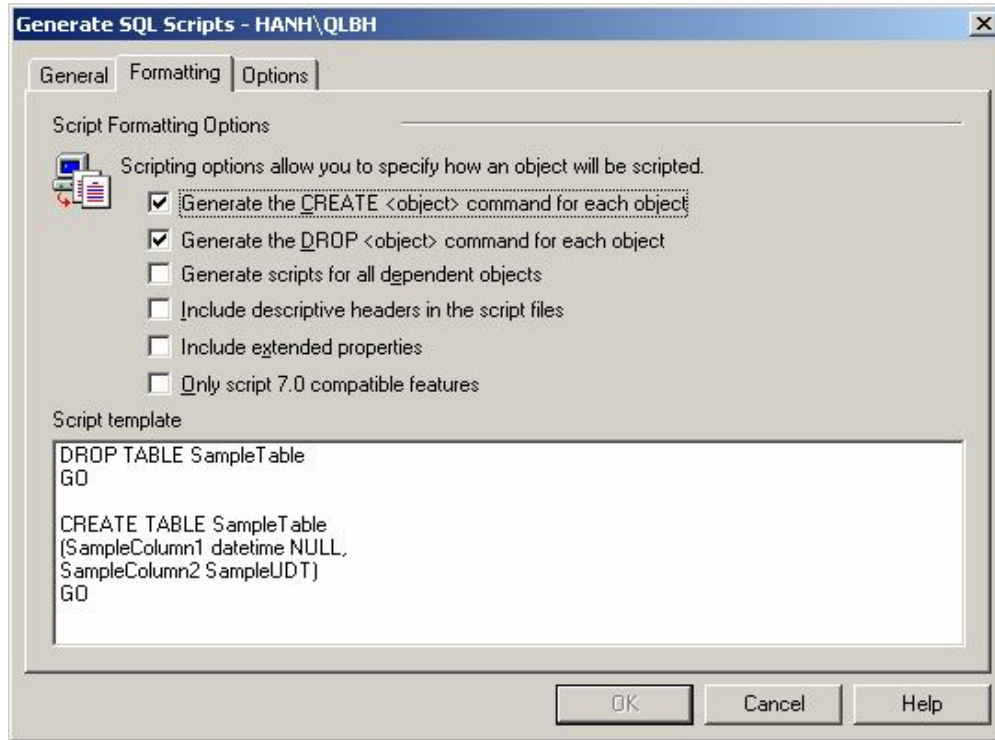 Generate SQL Scripts - HANH\QLBH
General Formatting Options
Script Formatting Options
Scripting options allow you to specify how an object will be scripted.
Generate the CREATE <object> command for each object
Generate the DROP <object> command for each object
Generate scripts for all dependent objects
Include descriptive headers in the script files
Include extended properties
Only script 7.0 compatible features
Script template
DROP TABLE SampleTable
GO
CREATE TABLE SampleTable
(SampleColumn1 datetime NULL,
SampleColumn2 SampleUDT)
GO
OK Cancel Help